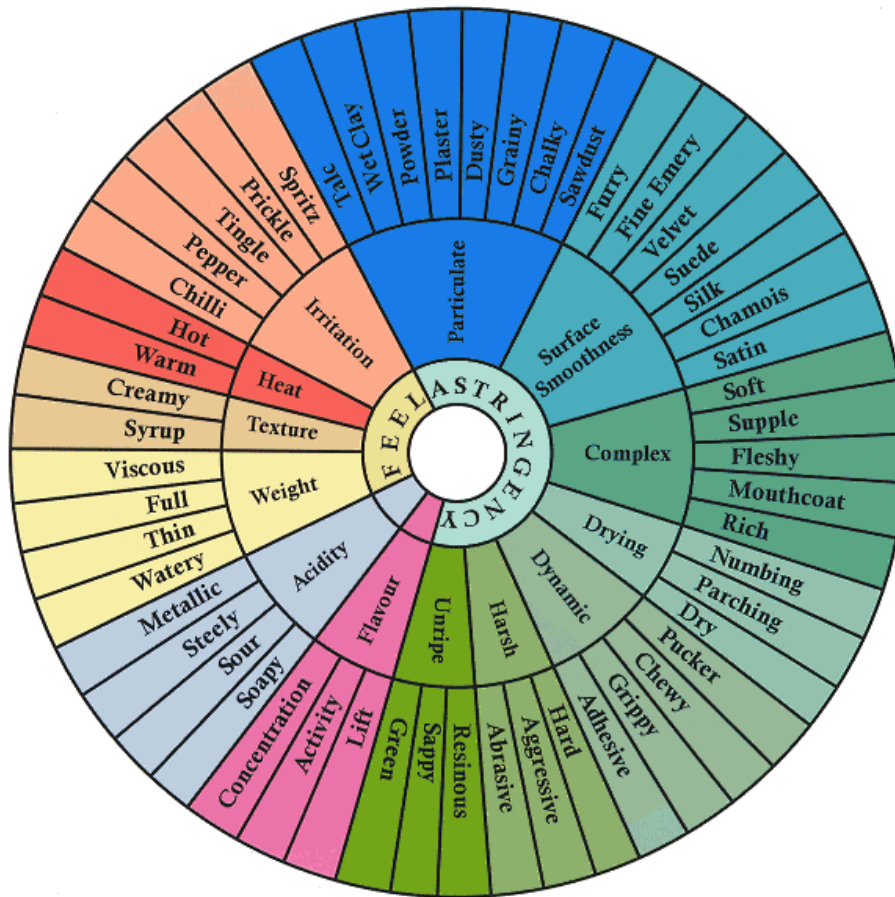 FEEL
ASTRINGENCY
Particulate
Talc
Wet Clay
Powder
Plaster
Dusty
Grainy
Chalky
Sawdust
Surface
Smoothness
Furry
Fine Emery
Velvet
Suede
Silk
Chamois
Satin
Complex
Soft
Supple
Fleshy
Mouthcoat
Rich
Drying
Numbing
Parching
Dry
Dynamic
Pucker
Chewy
Grippy
Adhesive
Harsh
Hard
Aggressive
Abrasive
Unripe
Resinous
Sappy
Green
Flavour
Lift
Activity
Concentration
Acidity
Soapy
Sour
Steely
Metallic
Weight
Watery
Thin
Full
Viscous
Texture
Syrup
Creamy
Heat
Warm
Hot
Irritation
Chilli
Pepper
Tingle
Prickle
Spritz